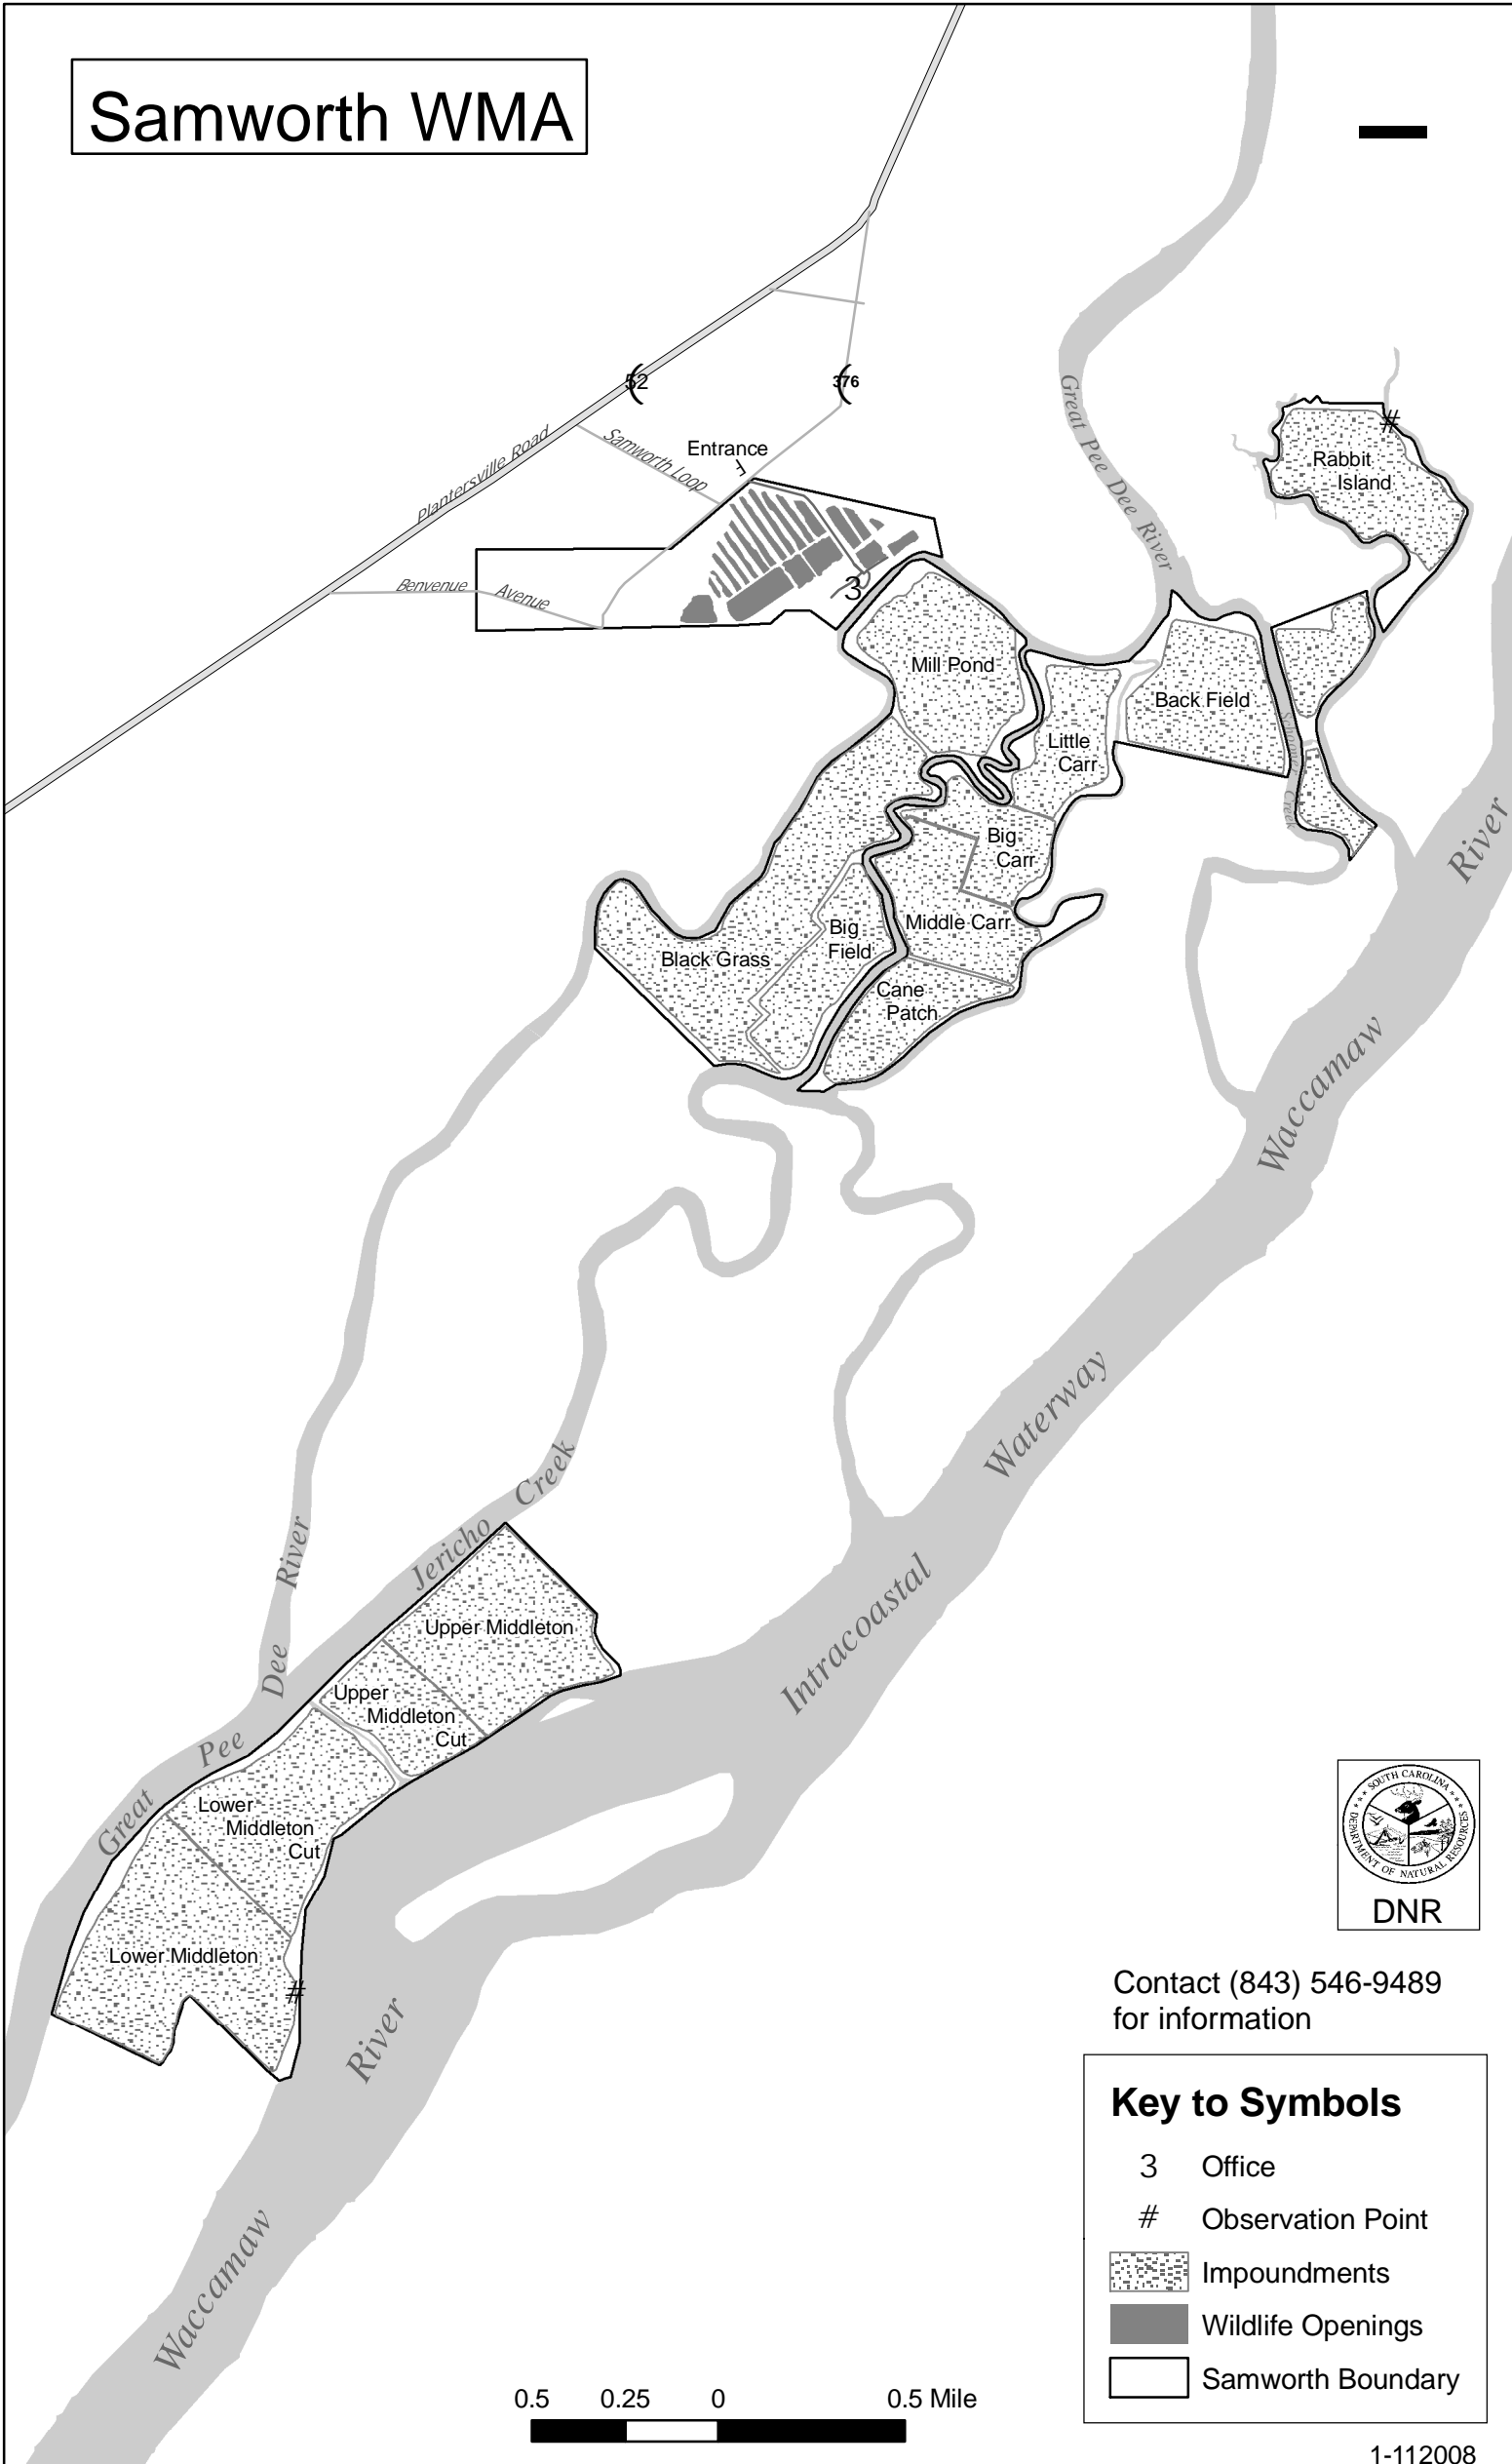 Samworth WMA
52
376
Entrance
Plantersville Road
Samworth Loop
Benvenue Avenue
3
Great Pee Dee River
#
Rabbit
Island
Mill Pond
Back Field
Little
Carr
Schooner Creek
Big
Carr
Middle Carr
Big
Field
Black Grass
Cane
Patch
Waccamaw River
Intracoastal Waterway
Jericho Creek
Great Pee Dee River
Upper Middleton
Upper
Middleton
Cut
Lower
Middleton
Cut
Lower Middleton
#
Waccamaw River
SOUTH CAROLINA
DEPARTMENT OF NATURAL RESOURCES
DNR
Contact (843) 546-9489
for information
Key to Symbols
3 Office
# Observation Point
Impoundments
Wildlife Openings
Samworth Boundary
0.5 0.25 0 0.5 Mile
1-112008